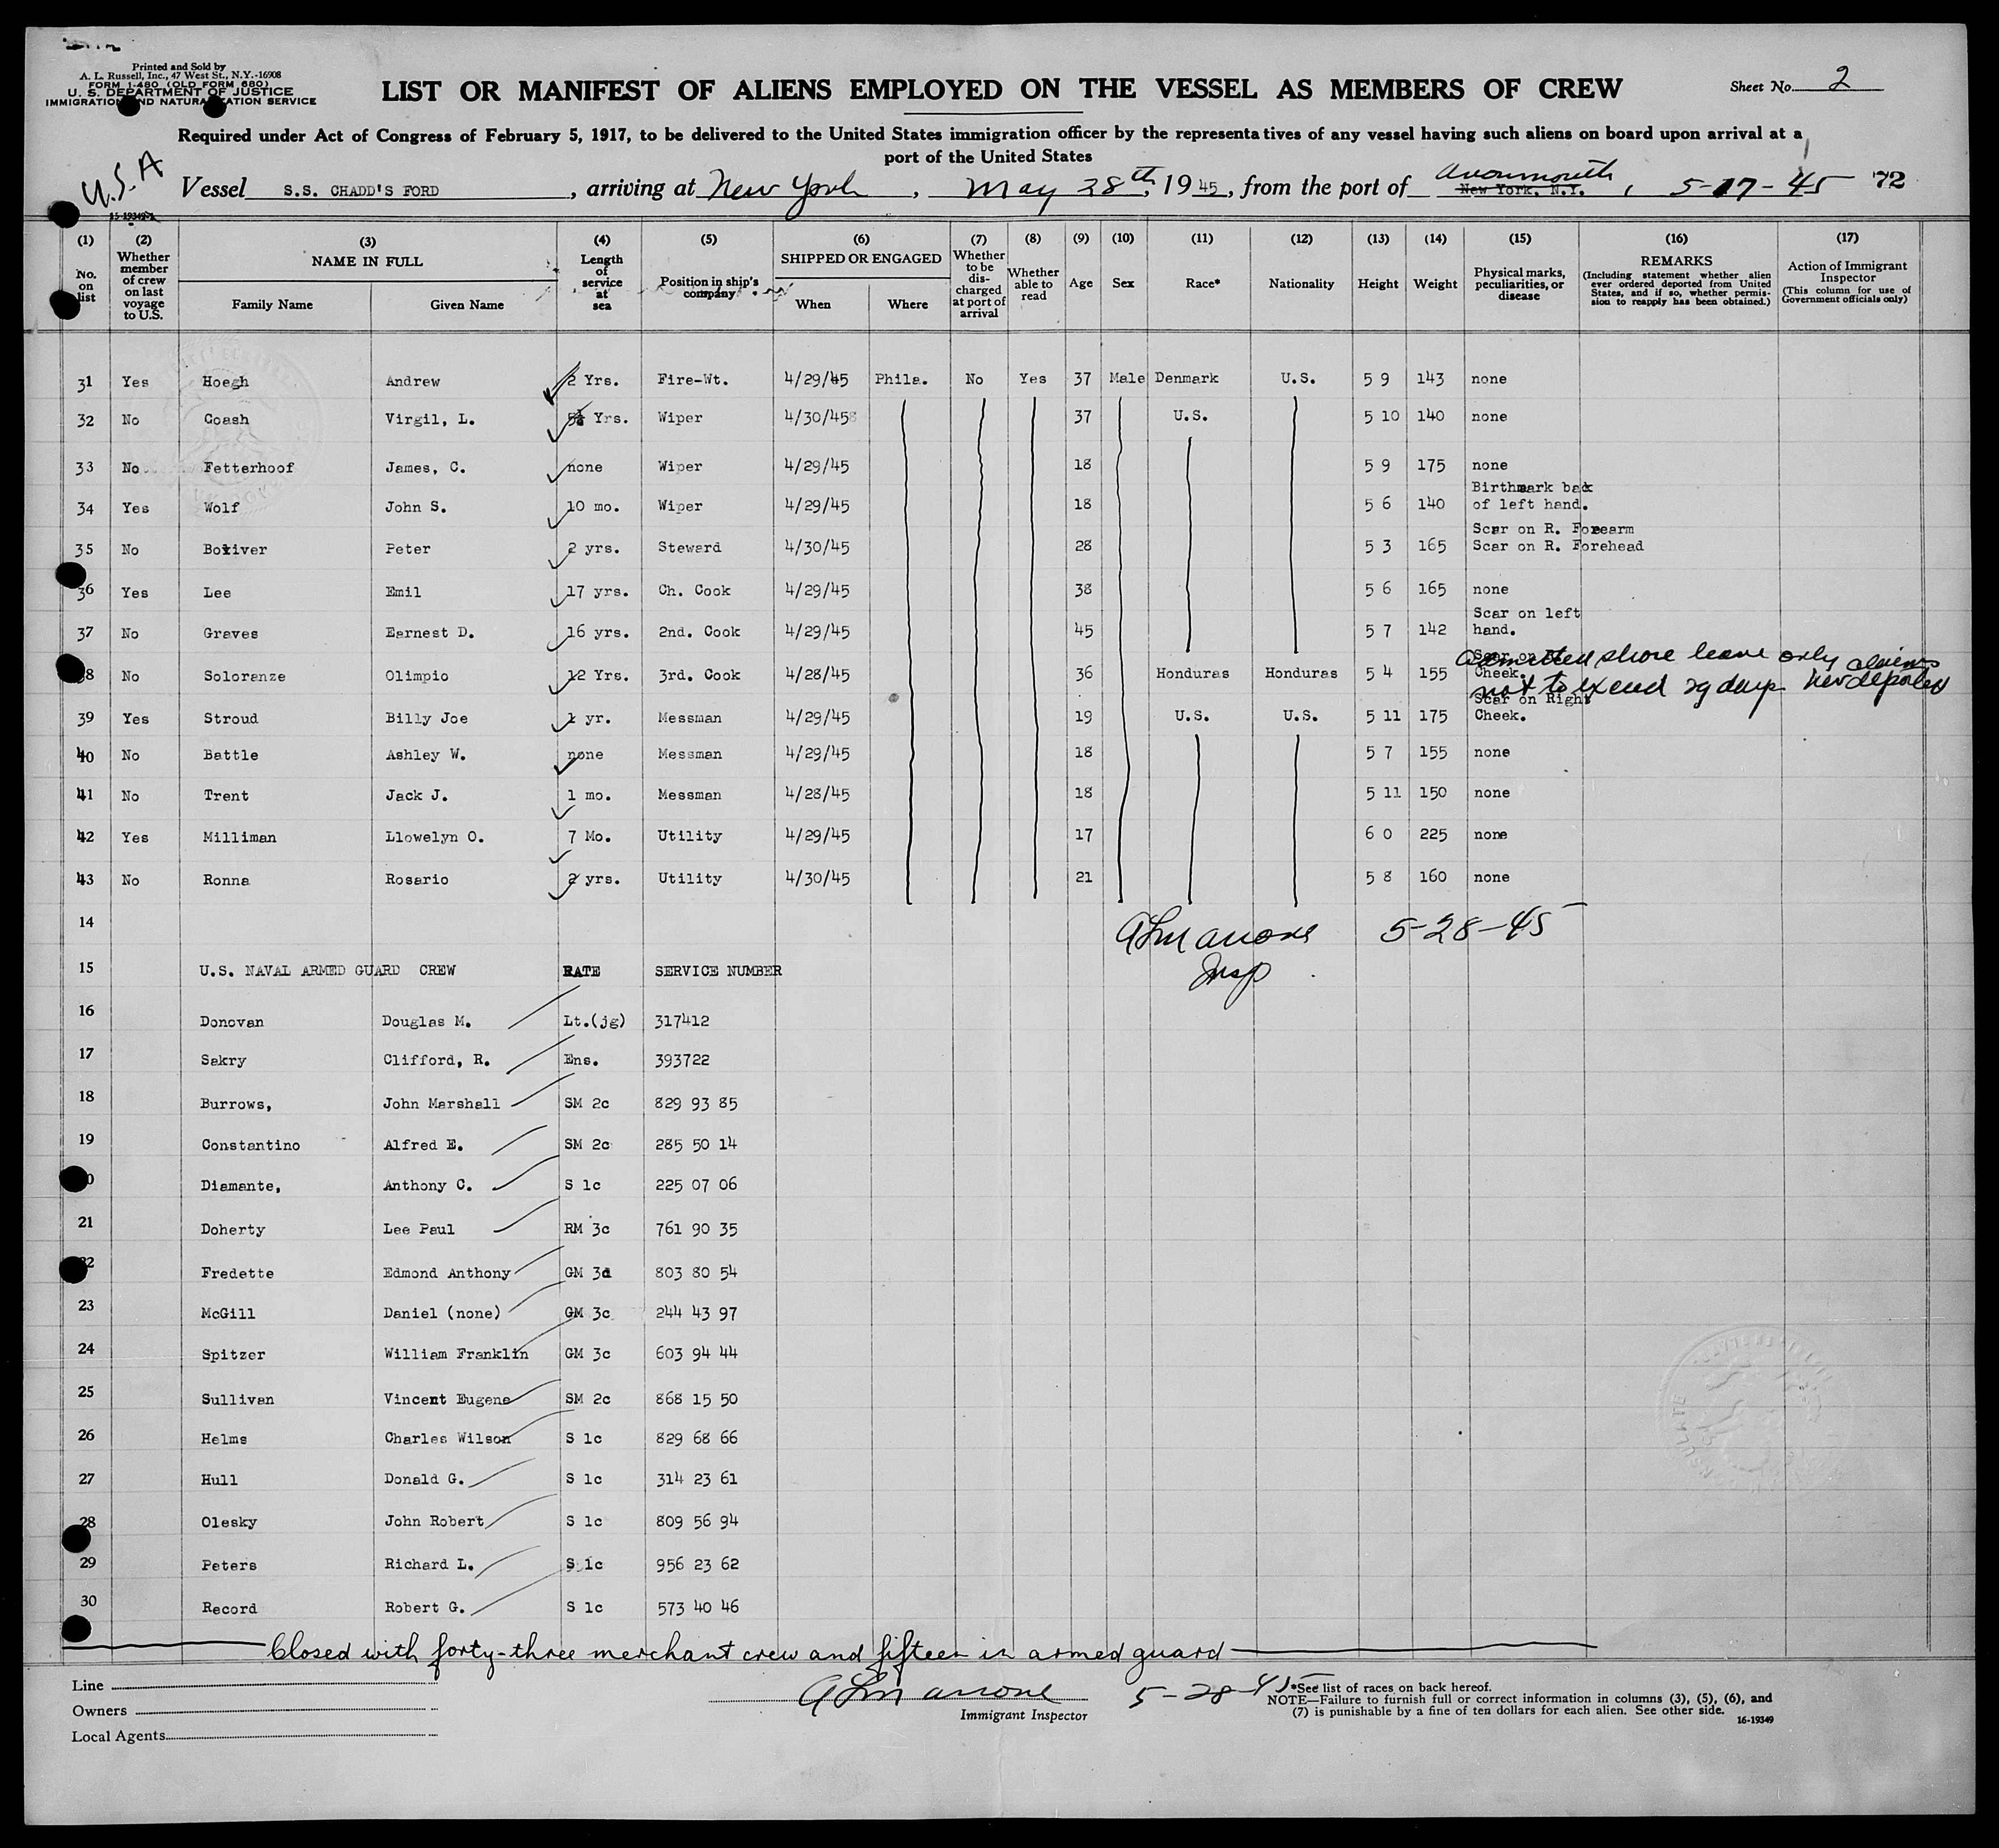 Printed and Sold by
A. L. Russell, Inc., 47 West St., N.Y.-16908
FORM I-480 (OLD FORM 680)
U. S. DEPARTMENT OF JUSTICE
IMMIGRATION AND NATURALIZATION SERVICE
LIST OR MANIFEST OF ALIENS EMPLOYED ON THE VESSEL AS MEMBERS OF CREW
Sheet No. 2
Required under Act of Congress of February 5, 1917, to be delivered to the United States immigration officer by the representatives of any vessel having such aliens on board upon arrival at a
port of the United States
U.S.A
Vessel S.S. CHADD'S FORD, arriving at New York, May 28th, 1945, from the port of Avonmouth New York, N.Y., 5-17-45 72
15-19349-1
(1) No. on list
(2) Whether member of crew on last voyage to U.S.
(3) NAME IN FULL Family Name Given Name
(4) Length of service at sea
(5) Position in ship's company
(6) SHIPPED OR ENGAGED When Where
(7) Whether to be discharged at port of arrival
(8) Whether able to read
(9) Age
(10) Sex
(11) Race*
(12) Nationality
(13) Height
(14) Weight
(15) Physical marks, peculiarities, or disease
(16) REMARKS (Including statement whether alien ever ordered deported from United States, and if so, whether permission to reapply has been obtained.)
(17) Action of Immigrant Inspector (This column for use of Government officials only)
31 Yes Hoegh Andrew 2 Yrs. Fire-Wt. 4/29/45 Phila. No Yes 37 Male Denmark U.S. 5 9 143 none
32 No Coash Virgil, L. Yrs. Wiper 4/30/45 37 U.S. 5 10 140 none
33 No Fetterhoof James, C. none Wiper 4/29/45 18 5 9 175 none
34 Yes Wolf John S. 10 mo. Wiper 4/29/45 18 5 6 140 Birthmark back of left hand.
35 No Boliver Peter 2 yrs. Steward 4/30/45 28 5 3 165 Scar on R. Forearm Scar on R. Forehead
36 Yes Lee Emil 17 yrs. Ch. Cook 4/29/45 38 5 6 165 none
37 No Graves Earnest D. 16 yrs. 2nd. Cook 4/29/45 45 5 7 142 Scar on left hand.
38 No Soloranze Olimpio 12 Yrs. 3rd. Cook 4/28/45 36 Honduras Honduras 5 4 155 Scar on Cheek. Admitted shore leave only claims not to exceed 29 days never deported
39 Yes Stroud Billy Joe 1 yr. Messman 4/29/45 19 U.S. U.S. 5 11 175 Scar on Right Cheek.
40 No Battle Ashley W. none Messman 4/29/45 18 5 7 155 none
41 No Trent Jack J. 1 mo. Messman 4/28/45 18 5 11 150 none
42 Yes Milliman Llowelyn O. 7 Mo. Utility 4/29/45 17 6 0 225 none
43 No Ronna Rosario 2 yrs. Utility 4/30/45 21 5 8 160 none
14 5-28-45
Insp
15 U.S. NAVAL ARMED GUARD CREW RATE SERVICE NUMBER
16 Donovan Douglas M. Lt.(jg) 317412
17 Sakry Clifford, R. Ens. 393722
18 Burrows, John Marshall SM 2c 829 93 85
19 Constantino Alfred E. SM 2c 285 50 14
20 Diamante, Anthony C. S 1c 225 07 06
21 Doherty Lee Paul RM 3c 761 90 35
22 Fredette Edmond Anthony GM 3d 803 80 54
23 McGill Daniel (none) GM 3c 244 43 97
24 Spitzer William Franklin GM 3c 603 94 44
25 Sullivan Vincent Eugene SM 2c 868 15 50
26 Helms Charles Wilson S 1c 829 68 66
27 Hull Donald G. S 1c 314 23 61
28 Olesky John Robert S 1c 809 56 94
29 Peters Richard L. S 1c 956 23 62
30 Record Robert G. S 1c 573 40 46
Closed with forty-three merchant crew and fifteen in armed guard
Line
Owners
Local Agents
5-28-45
Immigrant Inspector
*See list of races on back hereof.
NOTE—Failure to furnish full or correct information in columns (3), (5), (6), and
(7) is punishable by a fine of ten dollars for each alien. See other side.
16-19349